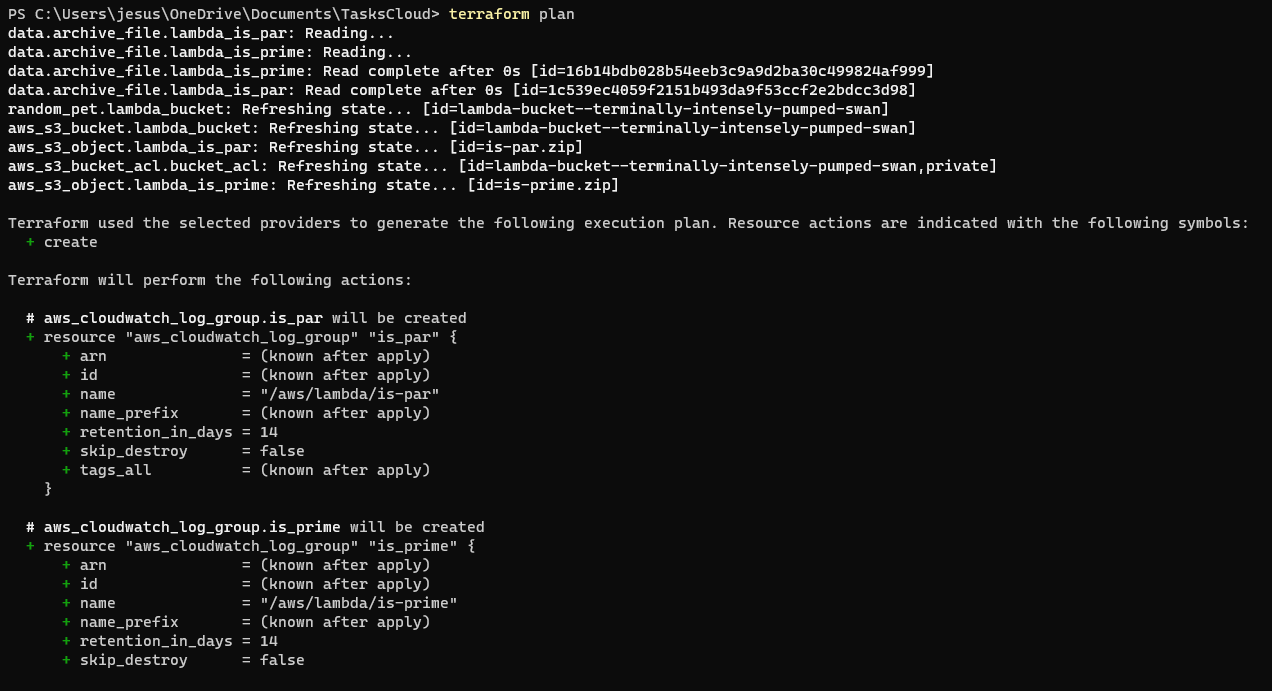 PS C:\Users\jesus\OneDrive\Documents\TasksCloud> terraform plan
data.archive_file.lambda_is_par: Reading...
data.archive_file.lambda_is_prime: Reading...
data.archive_file.lambda_is_prime: Read complete after 0s [id=16b14bdb028b54eeb3c9a9d2ba30c499824af999]
data.archive_file.lambda_is_par: Read complete after 0s [id=1c539ec4059f2151b493da9f53ccf2e2bdcc3d98]
random_pet.lambda_bucket: Refreshing state... [id=lambda-bucket--terminally-intensely-pumped-swan]
aws_s3_bucket.lambda_bucket: Refreshing state... [id=lambda-bucket--terminally-intensely-pumped-swan]
aws_s3_object.lambda_is_par: Refreshing state... [id=is-par.zip]
aws_s3_bucket_acl.bucket_acl: Refreshing state... [id=lambda-bucket--terminally-intensely-pumped-swan,private]
aws_s3_object.lambda_is_prime: Refreshing state... [id=is-prime.zip]

Terraform used the selected providers to generate the following execution plan. Resource actions are indicated with the following symbols:
  + create

Terraform will perform the following actions:

  # aws_cloudwatch_log_group.is_par will be created
  + resource "aws_cloudwatch_log_group" "is_par" {
      + arn               = (known after apply)
      + id                = (known after apply)
      + name              = "/aws/lambda/is-par"
      + name_prefix       = (known after apply)
      + retention_in_days = 14
      + skip_destroy      = false
      + tags_all          = (known after apply)
    }

  # aws_cloudwatch_log_group.is_prime will be created
  + resource "aws_cloudwatch_log_group" "is_prime" {
      + arn               = (known after apply)
      + id                = (known after apply)
      + name              = "/aws/lambda/is-prime"
      + name_prefix       = (known after apply)
      + retention_in_days = 14
      + skip_destroy      = false